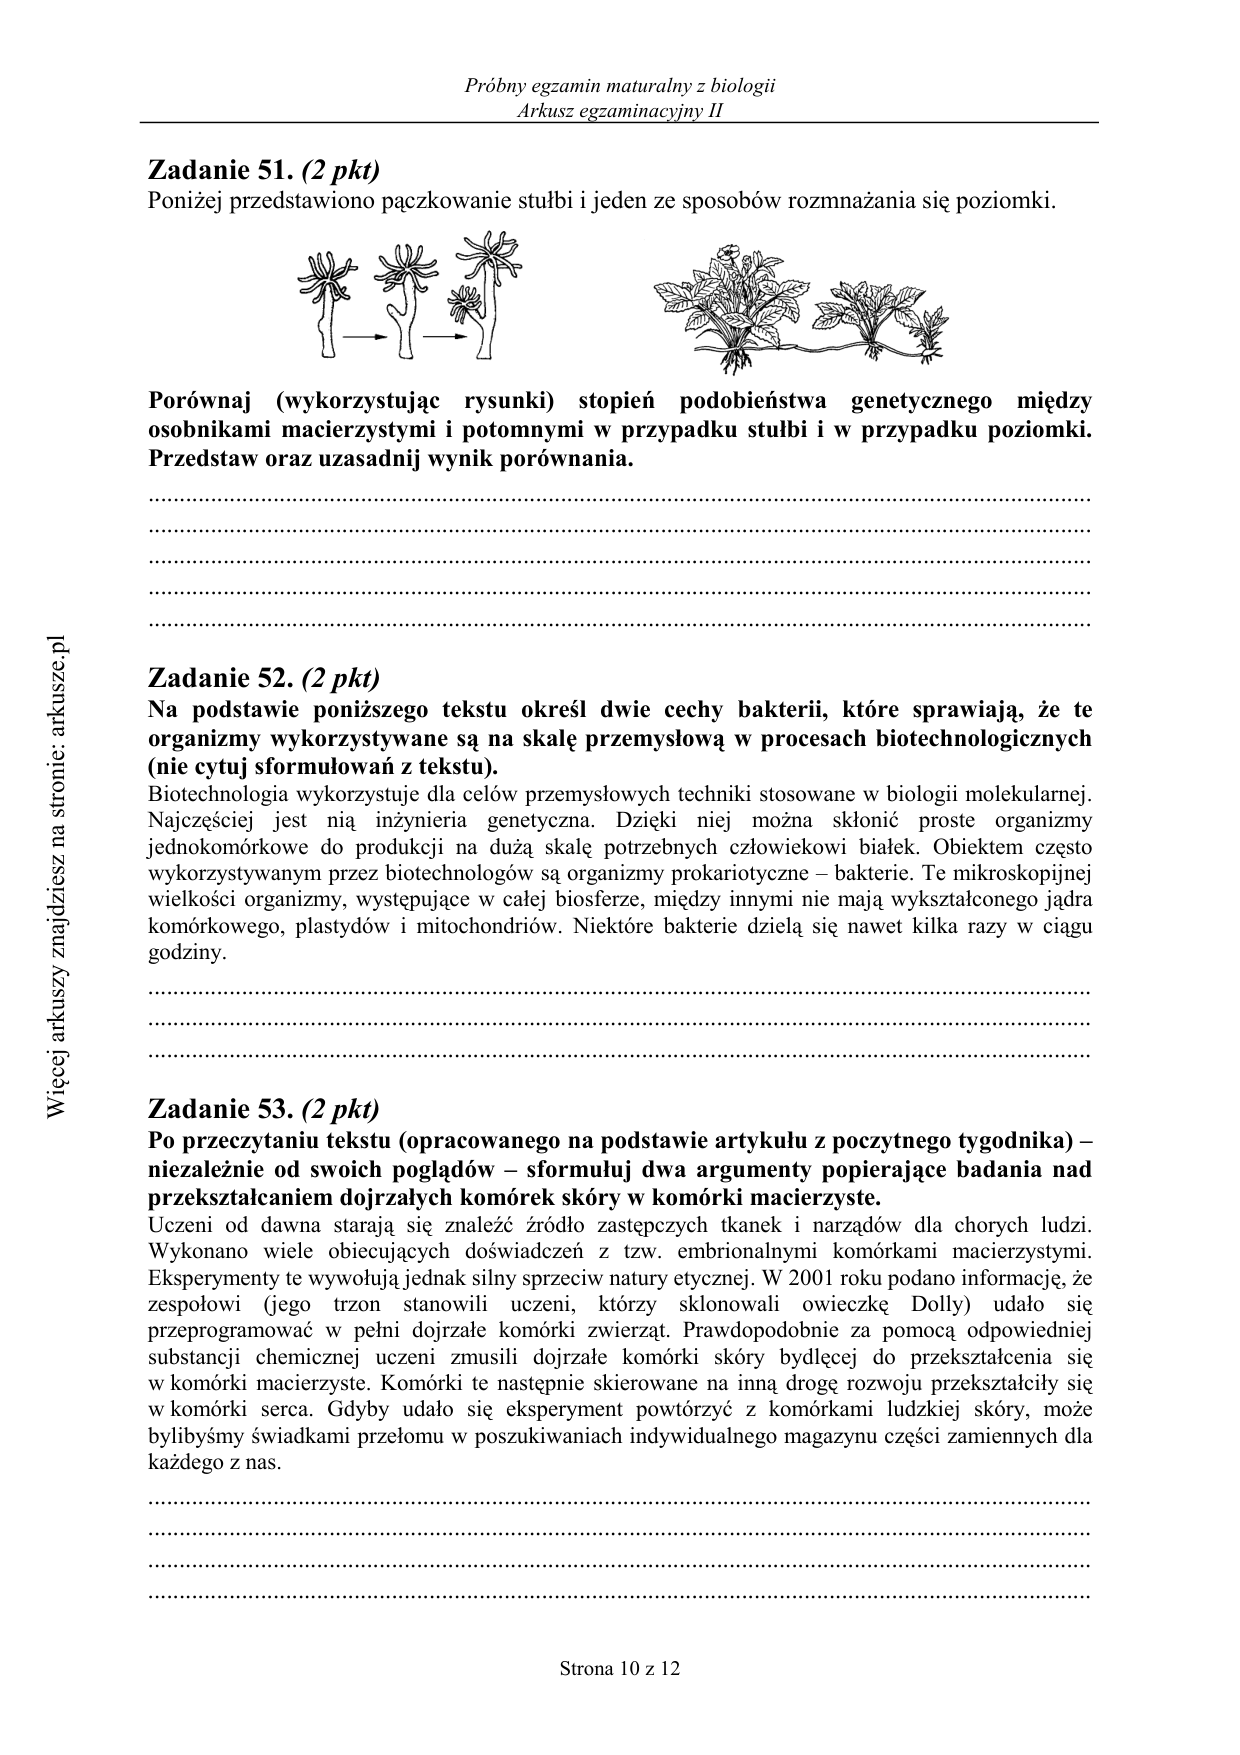 Próbny egzamin maturalny z biologii
Arkusz egzaminacyjny II
Zadanie 51. (2 pkt)
Poniżej przedstawiono pączkowanie stułbi i jeden ze sposobów rozmnażania się poziomki.
Porównaj (wykorzystując rysunki) stopień podobieństwa genetycznego między
osobnikami macierzystymi i potomnymi w przypadku stułbi i w przypadku poziomki.
Przedstaw oraz uzasadnij wynik porównania.
Zadanie 52. (2 pkt)
Na podstawie poniższego tekstu określ dwie cechy bakterii, które sprawiają, że te
organizmy wykorzystywane są na skalę przemysłową w procesach biotechnologicznych
(nie cytuj sformułowań z tekstu).
Biotechnologia wykorzystuje dla celów przemysłowych techniki stosowane w biologii molekularnej.
Najczęściej jest nią inżynieria genetyczna. Dzięki niej można skłonić proste organizmy
jednokomórkowe do produkcji na dużą skalę potrzebnych człowiekowi białek. Obiektem często
wykorzystywanym przez biotechnologów są organizmy prokariotyczne – bakterie. Te mikroskopijnej
wielkości organizmy, występujące w całej biosferze, między innymi nie mają wykształconego jądra
komórkowego, plastydów i mitochondriów. Niektóre bakterie dzielą się nawet kilka razy w ciągu
godziny.
Zadanie 53. (2 pkt)
Po przeczytaniu tekstu (opracowanego na podstawie artykułu z poczytnego tygodnika) –
niezależnie od swoich poglądów – sformułuj dwa argumenty popierające badania nad
przekształcaniem dojrzałych komórek skóry w komórki macierzyste.
Uczeni od dawna starają się znaleźć źródło zastępczych tkanek i narządów dla chorych ludzi.
Wykonano wiele obiecujących doświadczeń z tzw. embrionalnymi komórkami macierzystymi.
Eksperymenty te wywołują jednak silny sprzeciw natury etycznej. W 2001 roku podano informację, że
zespołowi (jego trzon stanowili uczeni, którzy sklonowali owieczkę Dolly) udało się
przeprogramować w pełni dojrzałe komórki zwierząt. Prawdopodobnie za pomocą odpowiedniej
substancji chemicznej uczeni zmusili dojrzałe komórki skóry bydlęcej do przekształcenia się
w komórki macierzyste. Komórki te następnie skierowane na inną drogę rozwoju przekształciły się
w komórki serca. Gdyby udało się eksperyment powtórzyć z komórkami ludzkiej skóry, może
bylibyśmy świadkami przełomu w poszukiwaniach indywidualnego magazynu części zamiennych dla
każdego z nas.
Strona 10 z 12
Więcej arkuszy znajdziesz na stronie: arkusze.pl